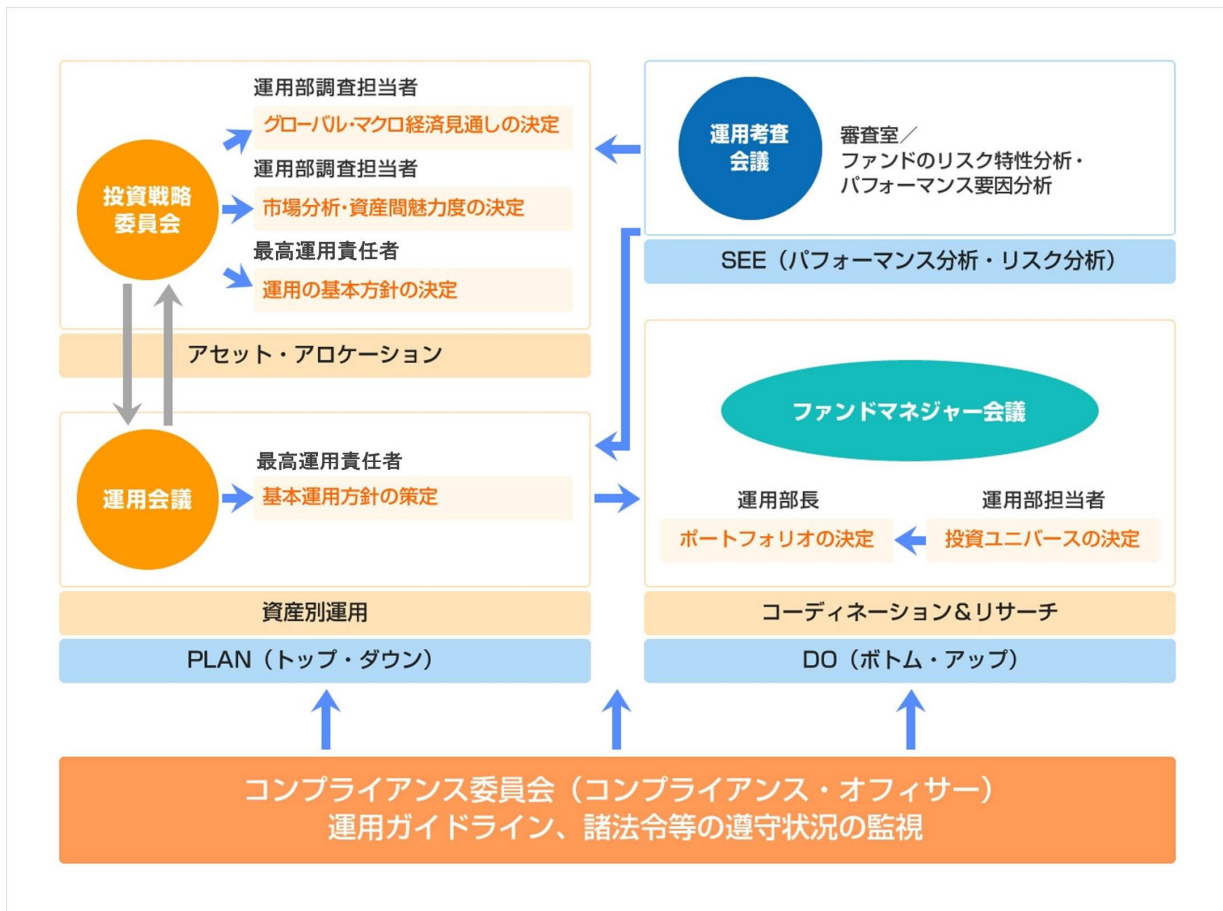 運用部調査担当者
グローバル・マクロ経済見通しの決定
投資戦略
委員会
運用部調査担当者
市場分析・資産間魅力度の決定
最高運用責任者
運用の基本方針の決定
アセット・アロケーション
運用考査
会議
審査室／
ファンドのリスク特性分析・
パフォーマンス要因分析
SEE（パフォーマンス分析・リスク分析）
運用会議
最高運用責任者
基本運用方針の策定
資産別運用
PLAN（トップ・ダウン）
ファンドマネジャー会議
運用部長
ポートフォリオの決定
運用部担当者
投資ユニバースの決定
コーディネーション＆リサーチ
DO（ボトム・アップ）
コンプライアンス委員会（コンプライアンス・オフィサー）
運用ガイドライン、諸法令等の遵守状況の監視